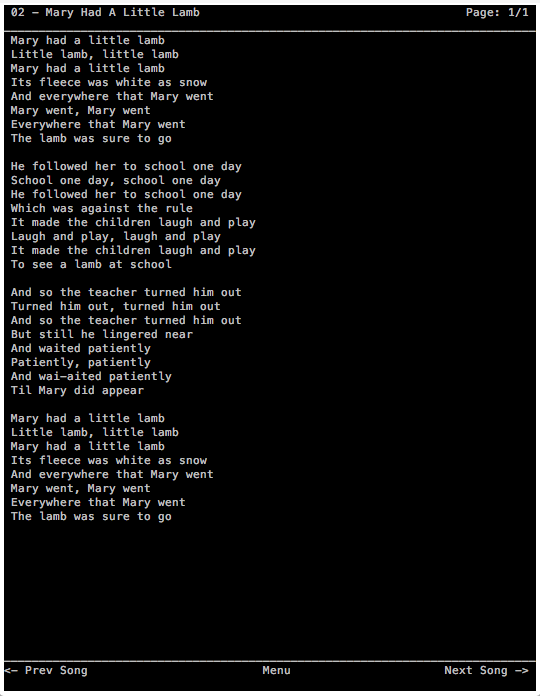 02 - Mary Had A Little Lamb Page: 1/1
Mary had a little lamb
Little lamb, little lamb
Mary had a little lamb
Its fleece was white as snow
And everywhere that Mary went
Mary went, Mary went
Everywhere that Mary went
The lamb was sure to go

He followed her to school one day
School one day, school one day
He followed her to school one day
Which was against the rule
It made the children laugh and play
Laugh and play, laugh and play
It made the children laugh and play
To see a lamb at school

And so the teacher turned him out
Turned him out, turned him out
And so the teacher turned him out
But still he lingered near
And waited patiently
Patiently, patiently
And wai-aited patiently
Til Mary did appear

Mary had a little lamb
Little lamb, little lamb
Mary had a little lamb
Its fleece was white as snow
And everywhere that Mary went
Mary went, Mary went
Everywhere that Mary went
The lamb was sure to go

<- Prev Song Menu Next Song ->